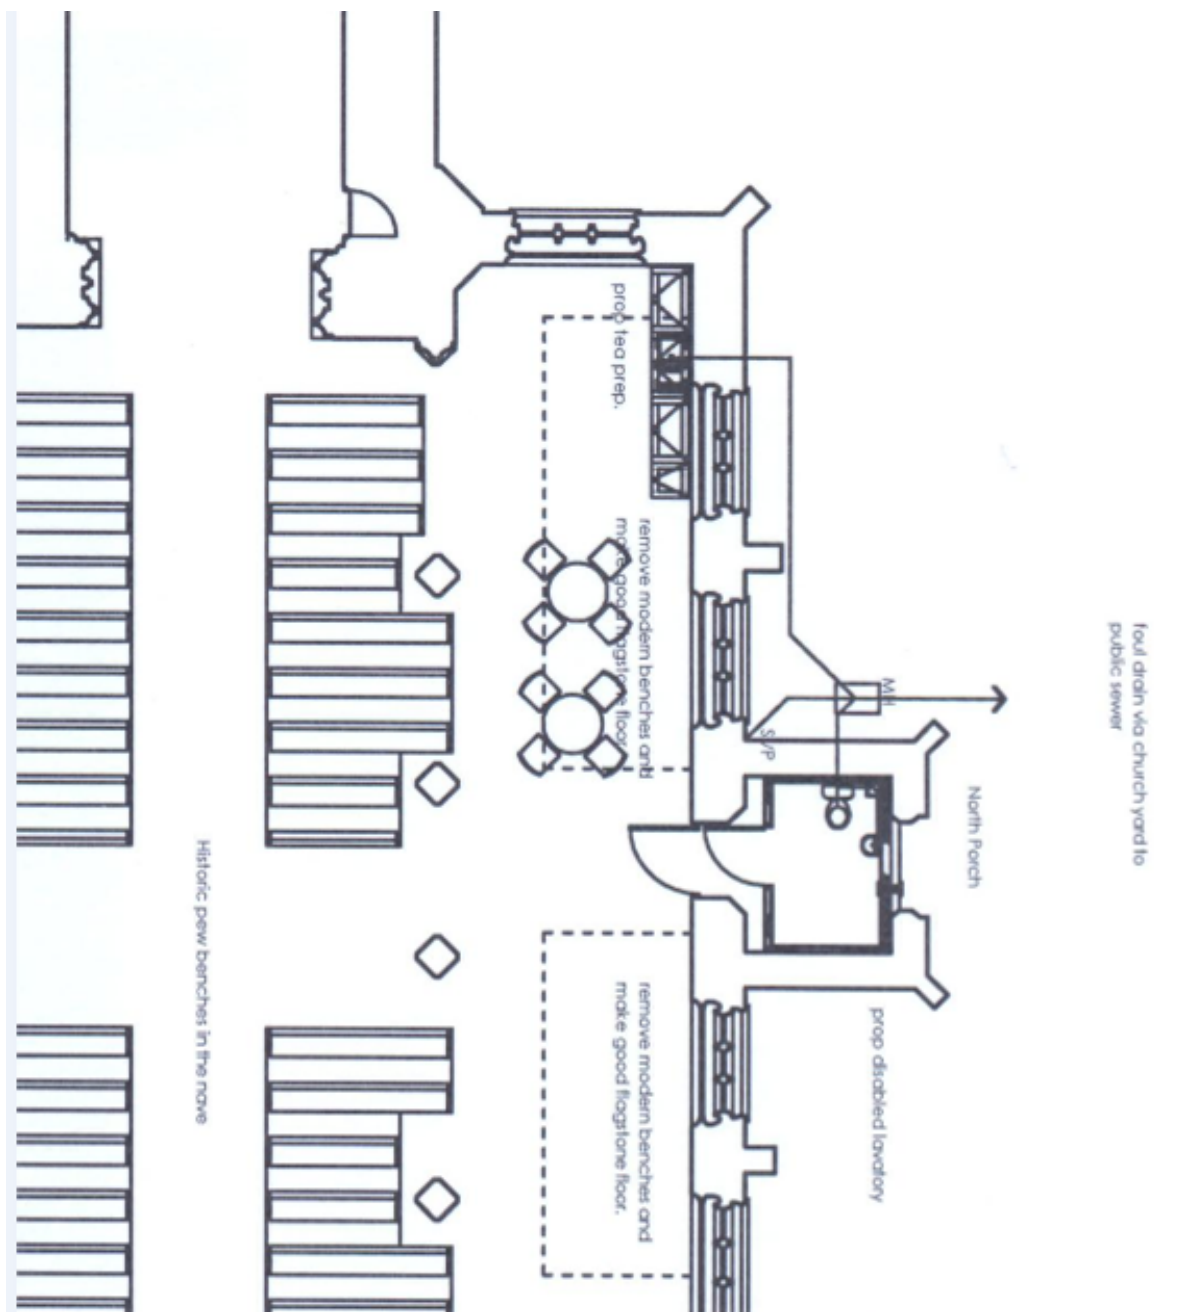 foul drain via church yard to
public sewer
North Porch
MH
SVP
prop disabled lavatory
prop tea prep.
remove modern benches and
make good flagstone floor.
remove modern benches and
make good flagstone floor.
Historic pew benches in the nave